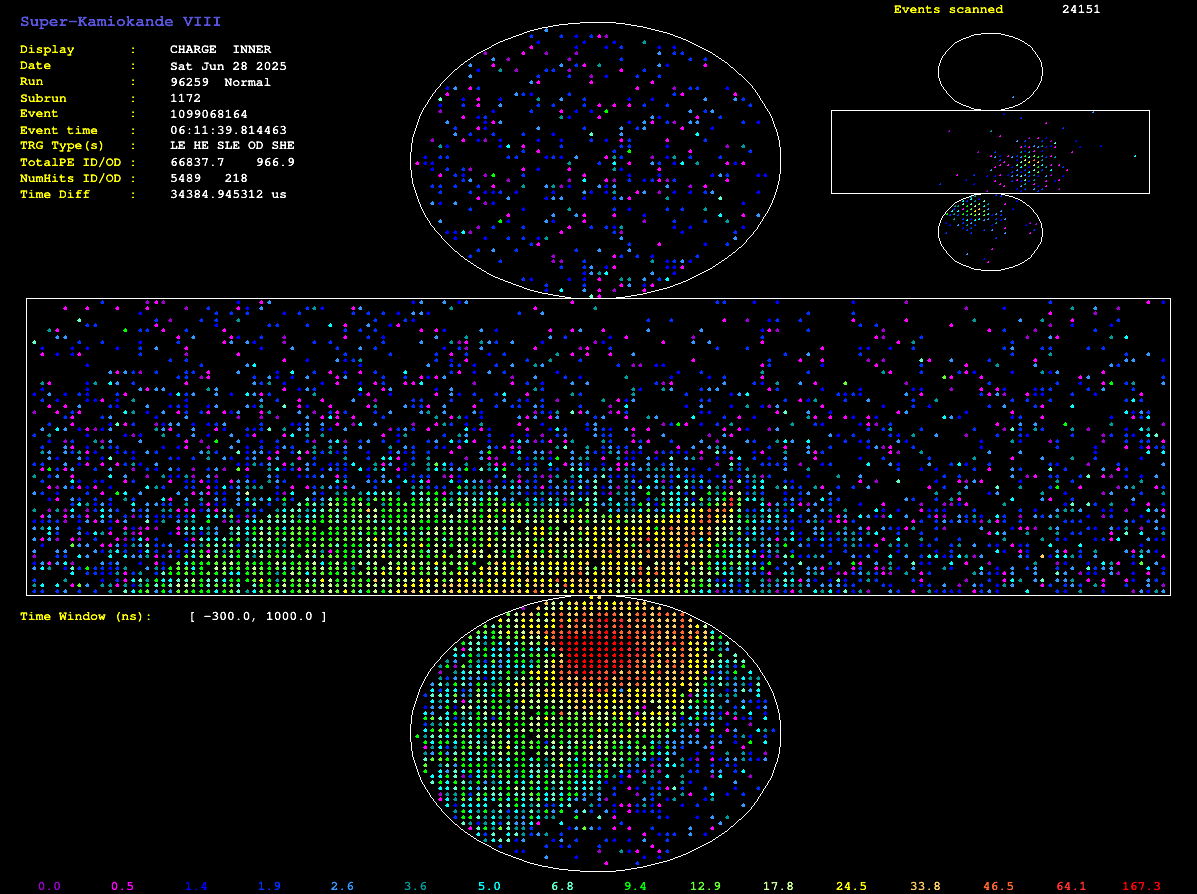 Super-Kamiokande VIII
Events scanned 24151
Display : CHARGE INNER
Date : Sat Jun 28 2025
Run : 96259 Normal
Subrun : 1172
Event : 1099068164
Event time : 06:11:39.814463
TRG Type(s) : LE HE SLE OD SHE
TotalPE ID/OD : 66837.7 966.9
NumHits ID/OD : 5489 218
Time Diff : 34384.945312 us
Time Window (ns): [ -300.0, 1000.0 ]
0.0 0.5 1.4 1.9 2.6 3.6 5.0 6.8 9.4 12.9 17.8 24.5 33.8 46.5 64.1 167.3